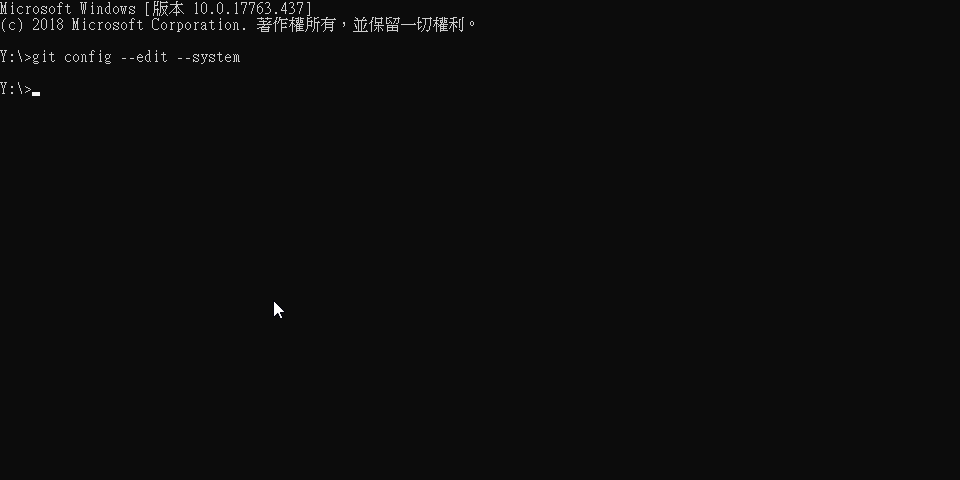 Microsoft Windows [版本 10.0.17763.437]
(c) 2018 Microsoft Corporation. 著作權所有，並保留一切權利。
Y:\>git config --edit --system
Y:\>